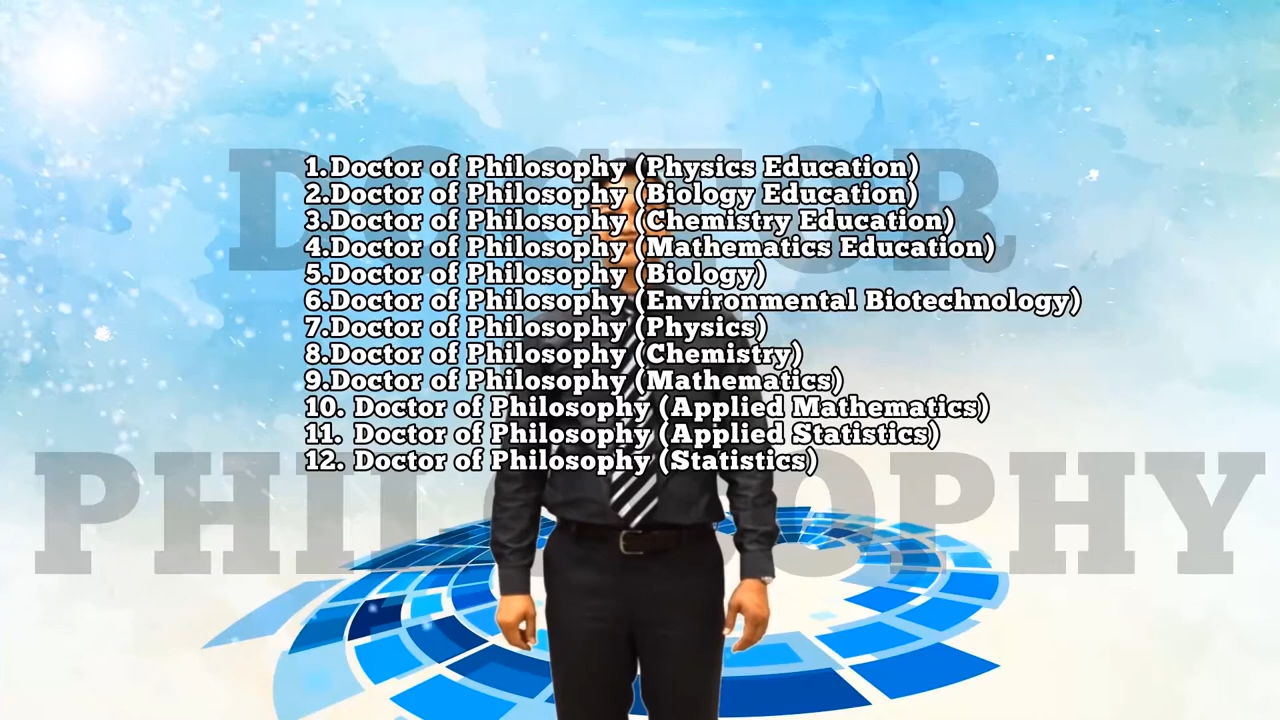 DOCTOR
PHILOSOPHY
1.Doctor of Philosophy (Physics Education)
2.Doctor of Philosophy (Biology Education)
3.Doctor of Philosophy (Chemistry Education)
4.Doctor of Philosophy (Mathematics Education)
5.Doctor of Philosophy (Biology)
6.Doctor of Philosophy (Environmental Biotechnology)
7.Doctor of Philosophy (Physics)
8.Doctor of Philosophy (Chemistry)
9.Doctor of Philosophy (Mathematics)
10. Doctor of Philosophy (Applied Mathematics)
11. Doctor of Philosophy (Applied Statistics)
12. Doctor of Philosophy (Statistics)